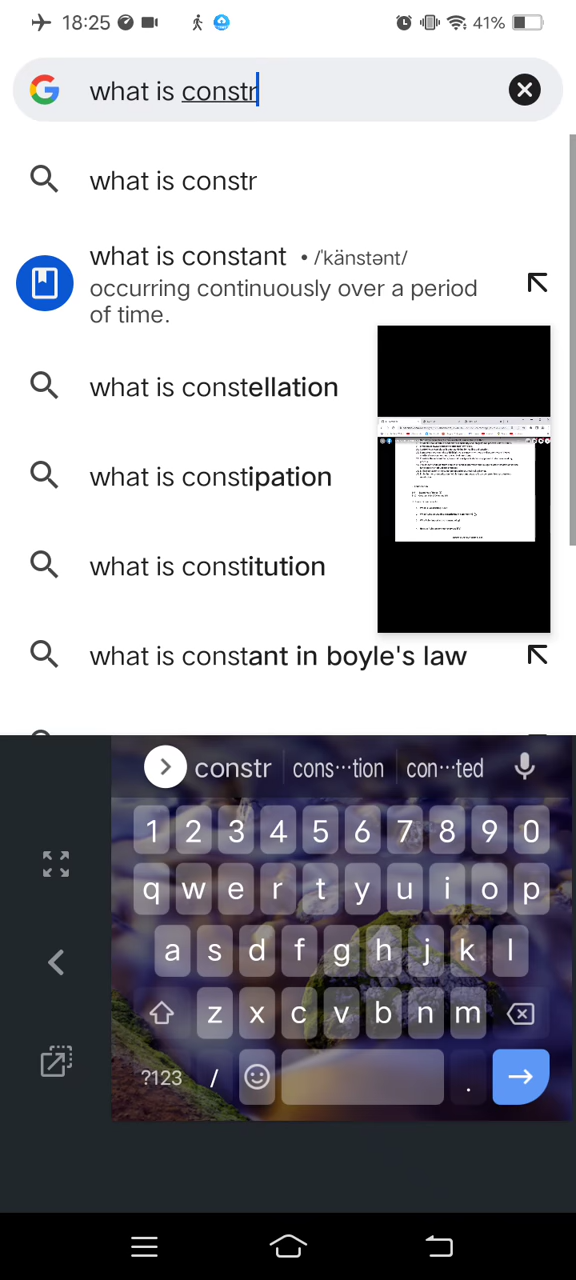 18:25
41%
what is constr
what is constr
what is constant • /ˈkänstənt/
occurring continuously over a period
of time.
what is constellation
what is constipation
what is constitution
what is constant in boyle's law
constr cons···tion con···ted
1 2 3 4 5 6 7 8 9 0
q w e r t y u i o p
a s d f g h j k l
z x c v b n m
?123 / .